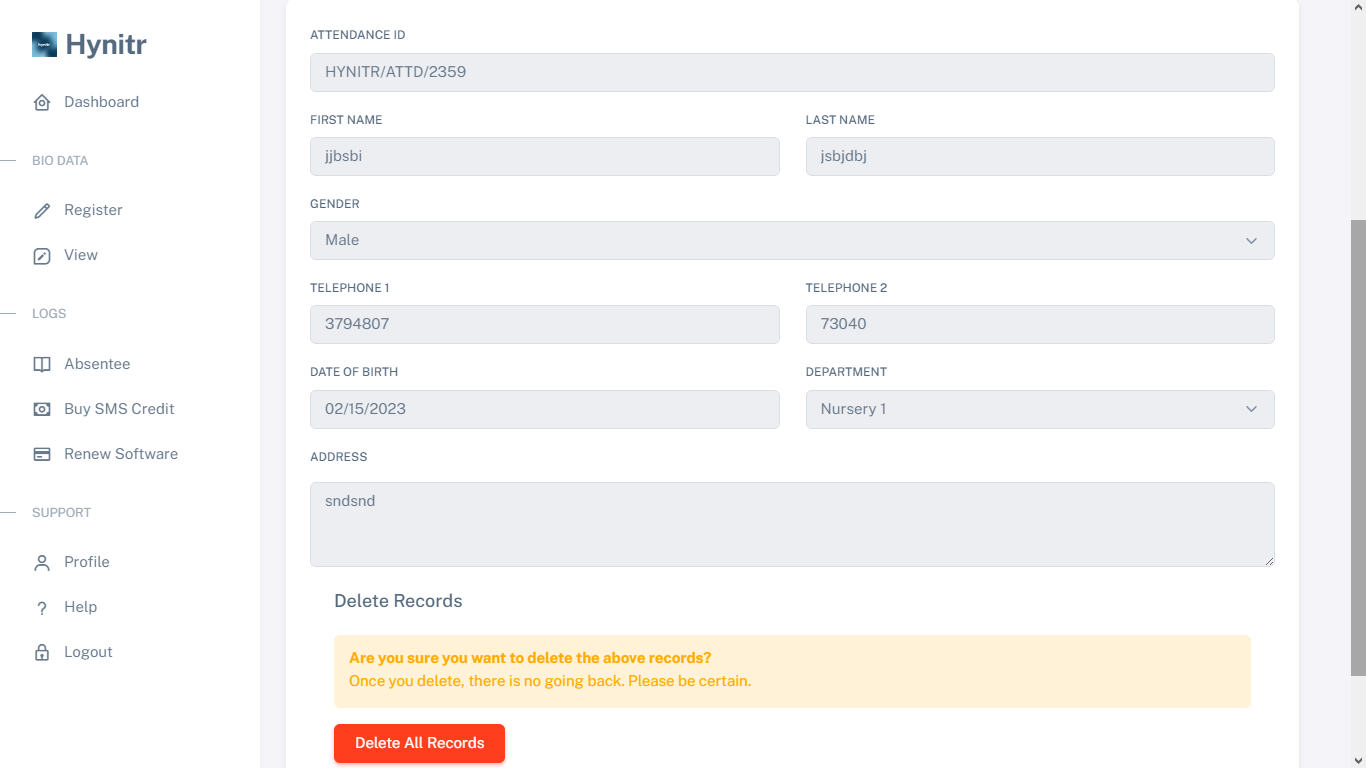 Hynitr
Dashboard
BIO DATA
Register
View
LOGS
Absentee
Buy SMS Credit
Renew Software
SUPPORT
Profile
Help
Logout
ATTENDANCE ID
HYNITR/ATTD/2359
FIRST NAME
LAST NAME
jjbsbi
jsbjdbj
GENDER
Male
TELEPHONE 1
TELEPHONE 2
3794807
73040
DATE OF BIRTH
DEPARTMENT
02/15/2023
Nursery 1
ADDRESS
sndsnd
Delete Records
Are you sure you want to delete the above records?
Once you delete, there is no going back. Please be certain.
Delete All Records